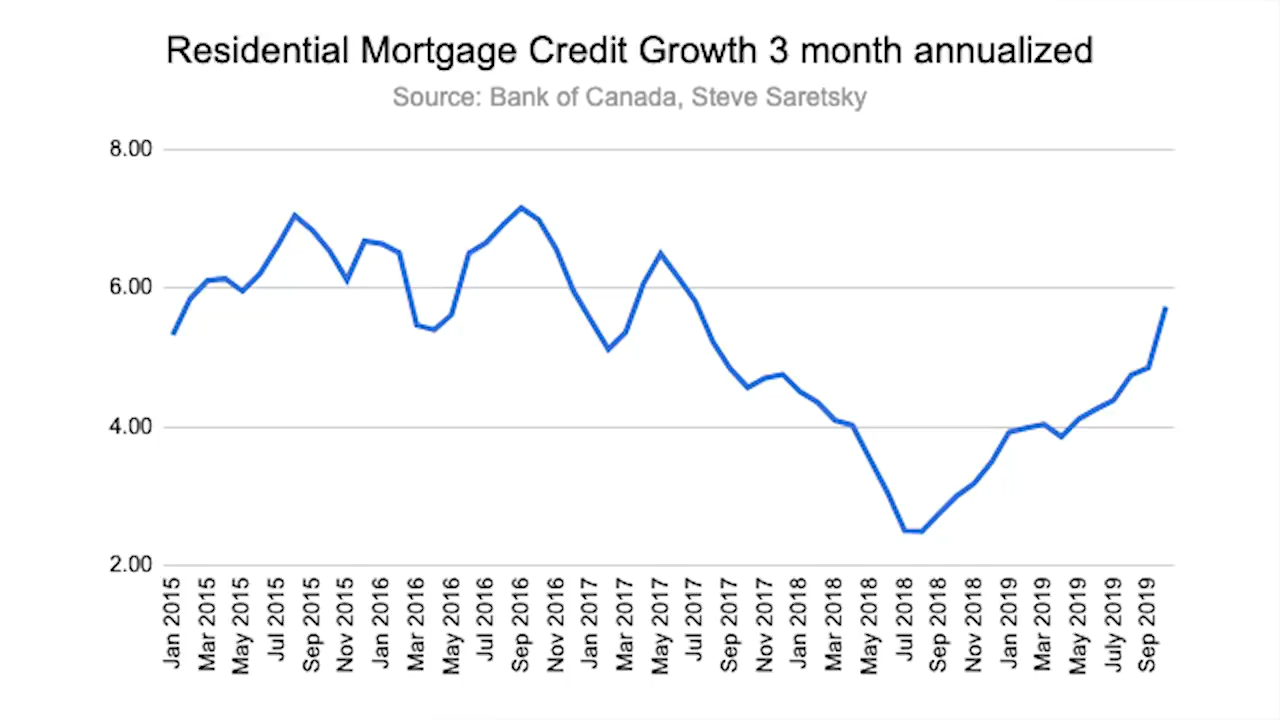 Residential Mortgage Credit Growth 3 month annualized
Source: Bank of Canada, Steve Saretsky
8.00
6.00
4.00
2.00
Jan 2015
Mar 2015
May 2015
Jul 2015
Sep 2015
Nov 2015
Jan 2016
Mar 2016
May 2016
Jul 2016
Sep 2016
Nov 2016
Jan 2017
Mar 2017
May 2017
Jul 2017
Sep 2017
Nov 2017
Jan 2018
Mar 2018
May 2018
Jul 2018
Sep 2018
Nov 2018
Jan 2019
Mar 2019
May 2019
July 2019
Sep 2019